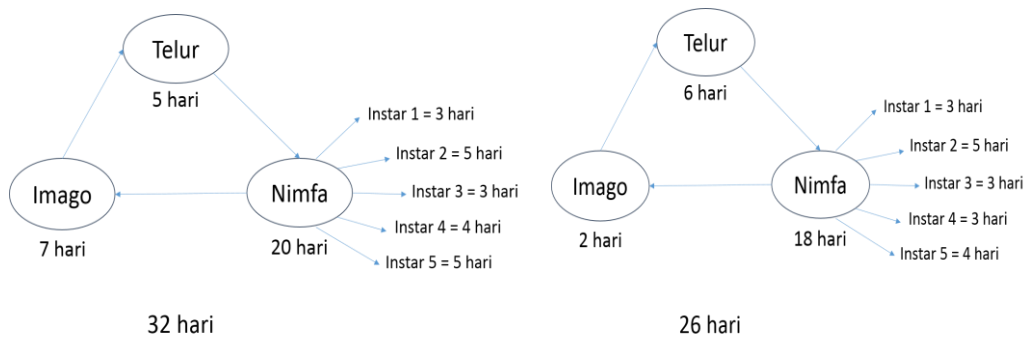 Telur
5 hari
Instar 1 = 3 hari
Instar 2 = 5 hari
Instar 3 = 3 hari
Instar 4 = 4 hari
Instar 5 = 5 hari
Imago
7 hari
Nimfa
20 hari
32 hari
Telur
6 hari
Instar 1 = 3 hari
Instar 2 = 5 hari
Instar 3 = 3 hari
Instar 4 = 3 hari
Instar 5 = 4 hari
Imago
2 hari
Nimfa
18 hari
26 hari